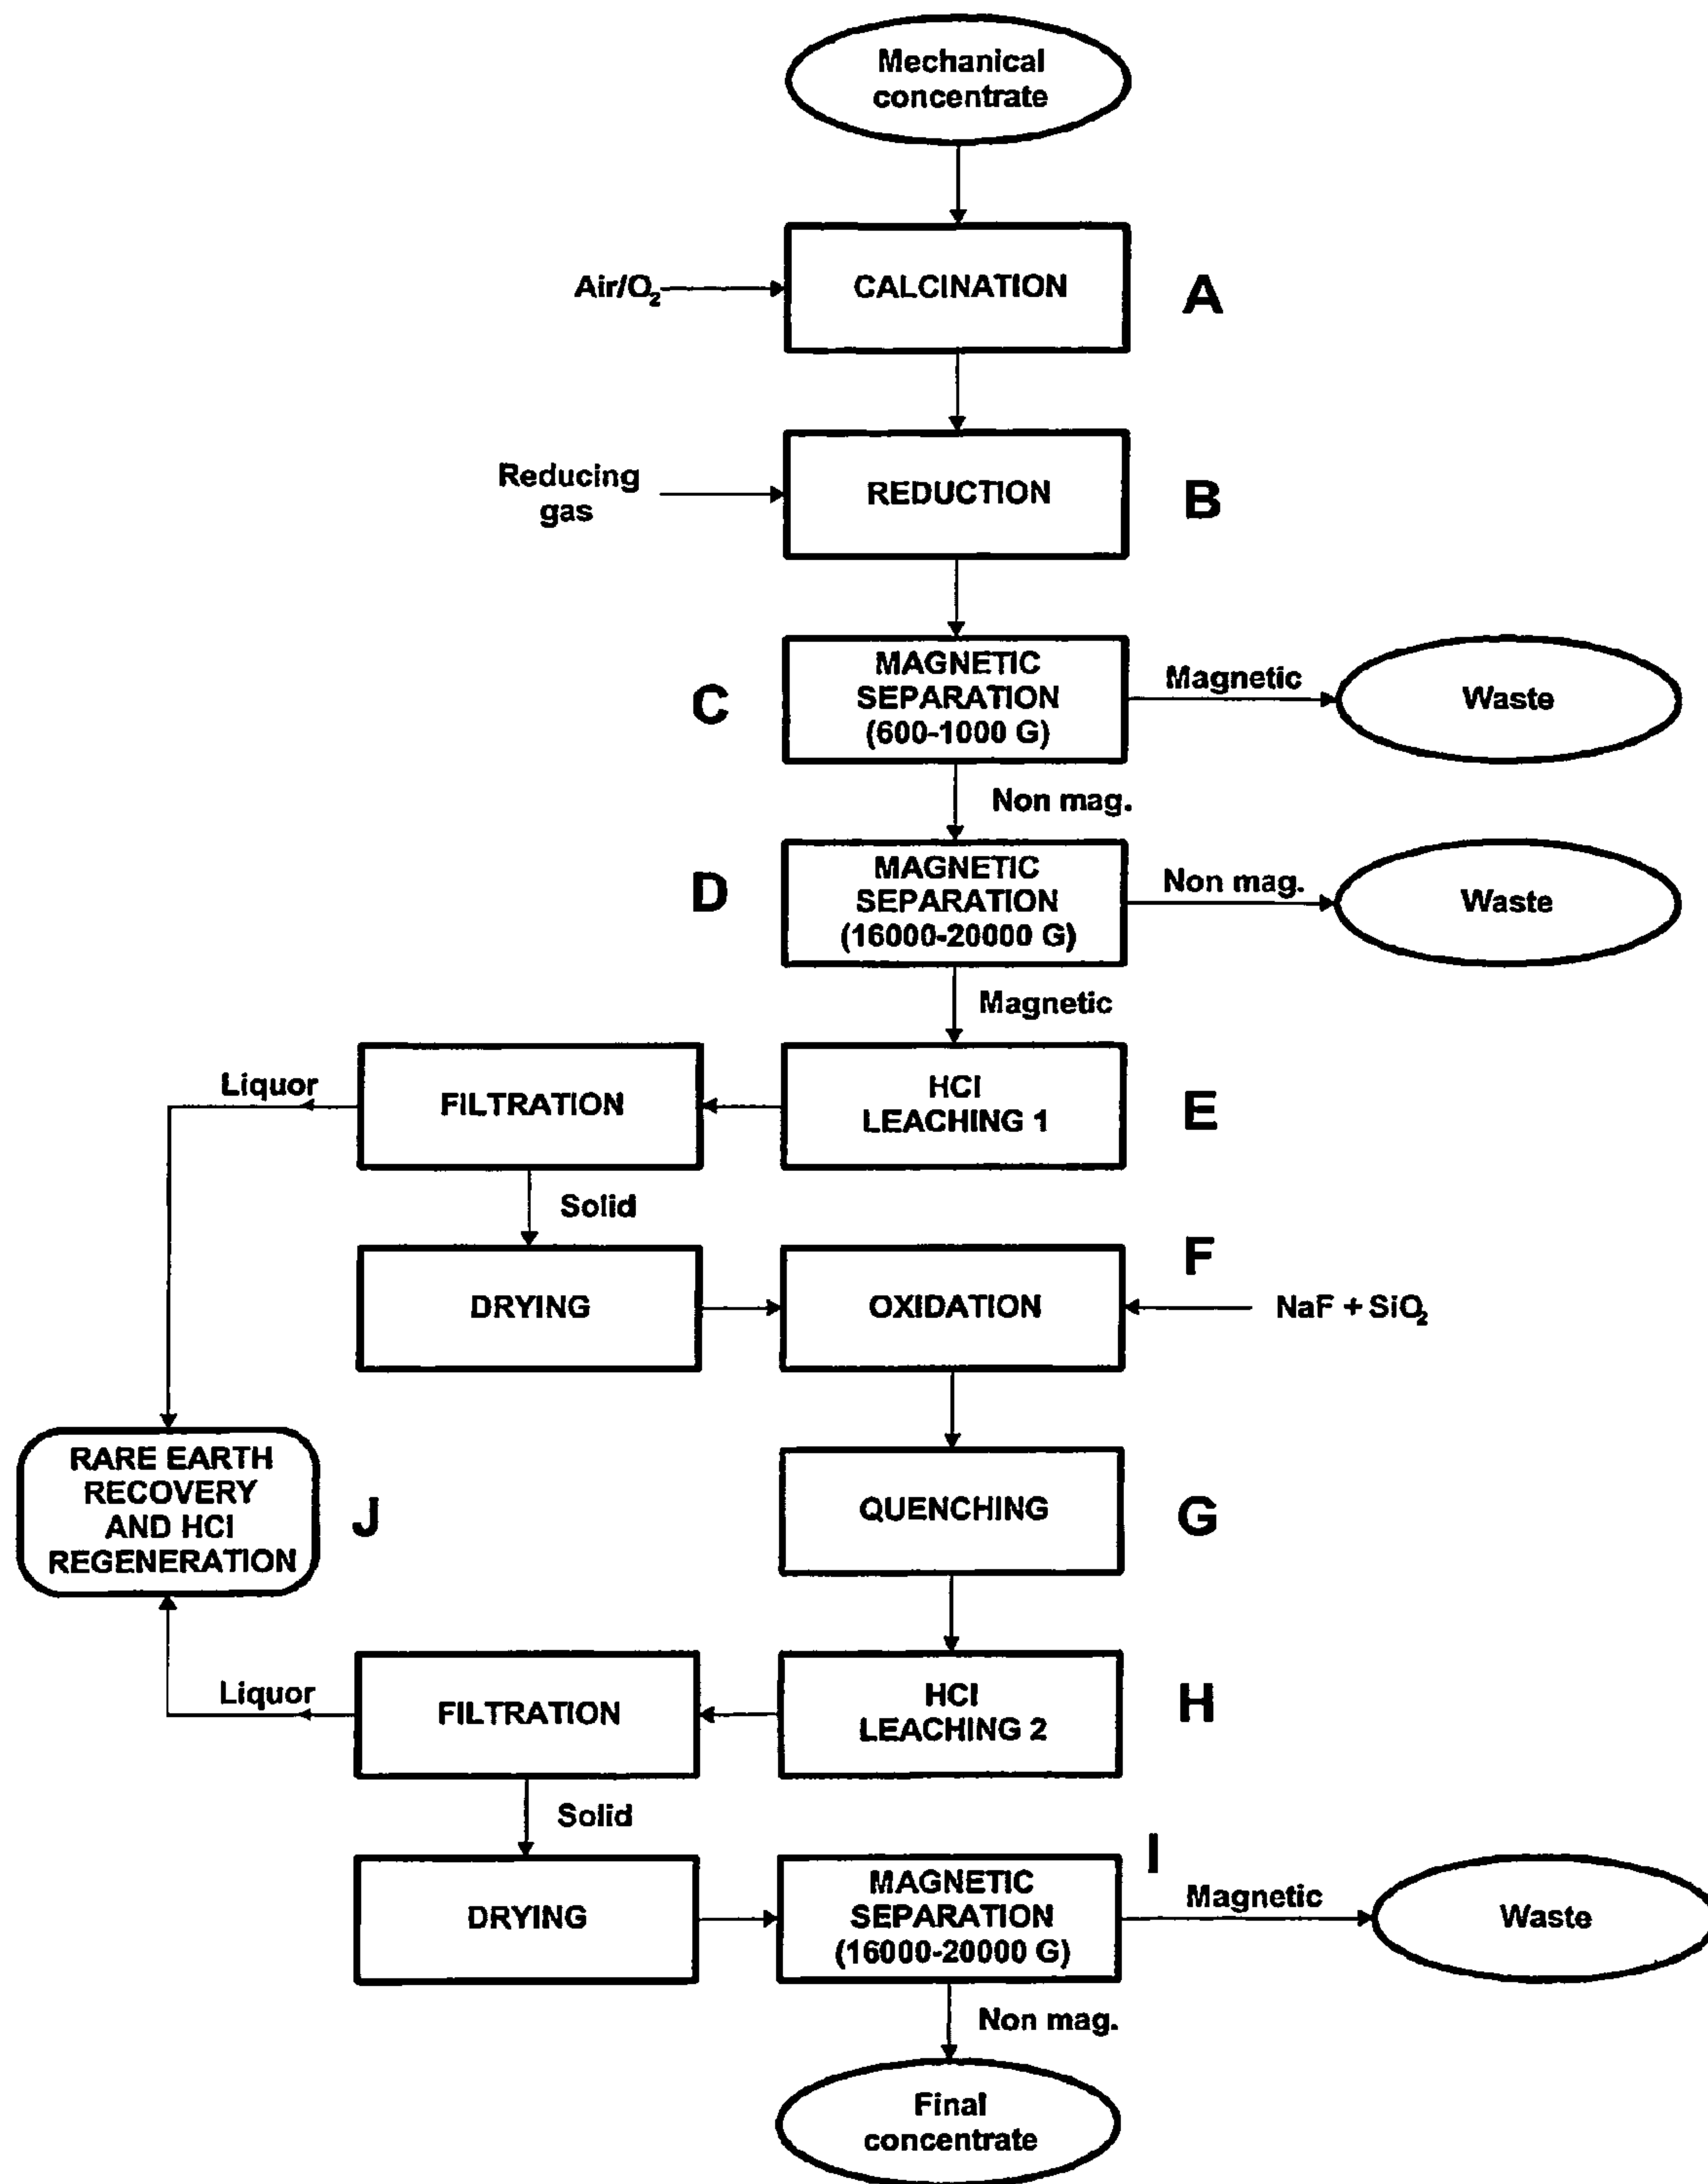 Mechanical
concentrate
Air/O2
CALCINATION
A
Reducing
gas
REDUCTION
B
C
MAGNETIC
SEPARATION
(600-1000 G)
Magnetic
Waste
Non mag.
D
MAGNETIC
SEPARATION
(16000-20000 G)
Non mag.
Waste
Magnetic
Liquor
FILTRATION
HCl
LEACHING 1
E
Solid
DRYING
OXIDATION
F
NaF + SiO2
RARE EARTH
RECOVERY
AND HCl
REGENERATION
J
QUENCHING
G
Liquor
FILTRATION
HCl
LEACHING 2
H
Solid
DRYING
MAGNETIC
SEPARATION
(16000-20000 G)
I
Magnetic
Waste
Non mag.
Final
concentrate